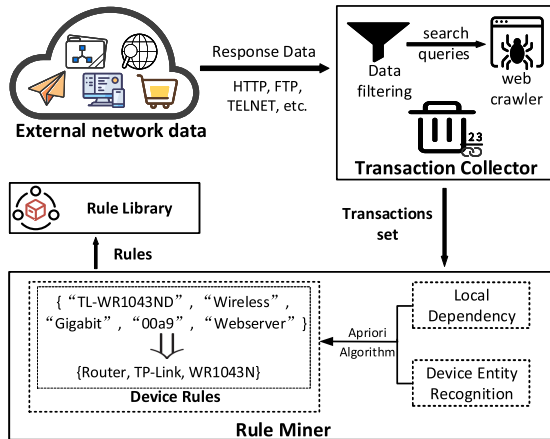 Response Data
HTTP, FTP,
TELNET, etc.
External network data
search
queries
Data
filtering
web
crawler
23
Transaction Collector
Rule Library
Transactions
set
Rules
{ “TL-WR1043ND” , “Wireless” ,
“Gigabit” , “00a9” , “Webserver” }
{Router, TP-Link, WR1043N}
Device Rules
Apriori
Algorithm
Local
Dependency
Device Entity
Recognition
Rule Miner